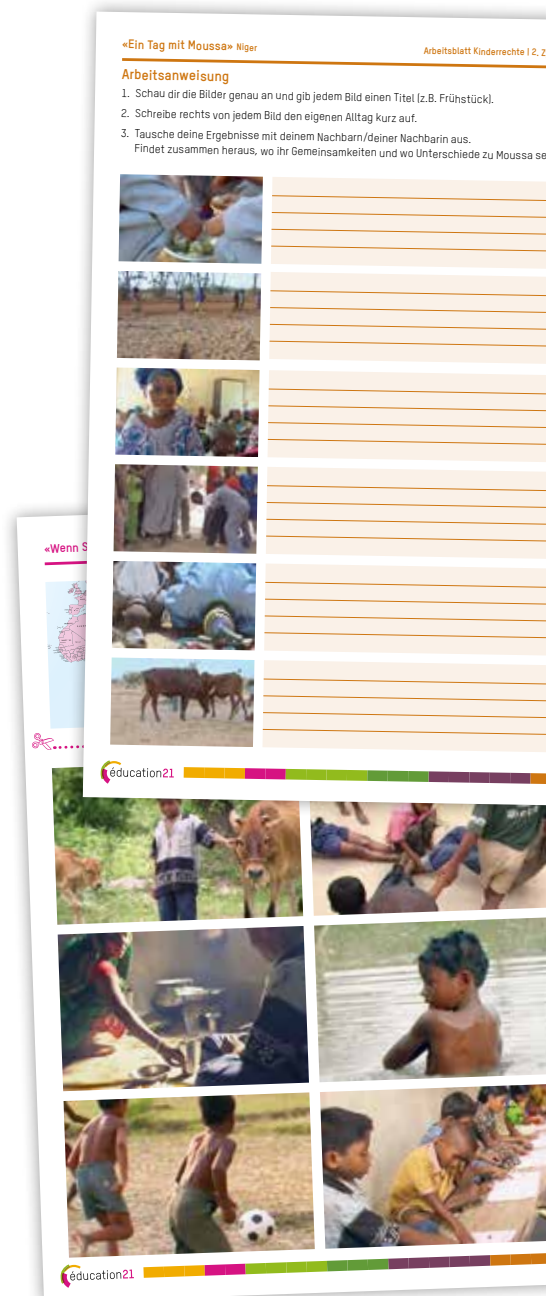 «Ein Tag mit Moussa» Niger
Arbeitsblatt Kinderrechte | 2. Z
Arbeitsanweisung
1. Schau dir die Bilder genau an und gib jedem Bild einen Titel (z.B. Frühstück).
2. Schreibe rechts von jedem Bild den eigenen Alltag kurz auf.
3. Tausche deine Ergebnisse mit deinem Nachbarn/deiner Nachbarin aus.
Findet zusammen heraus, wo ihr Gemeinsamkeiten und wo Unterschiede zu Moussa se
éducation21
«Wenn S
éducation21